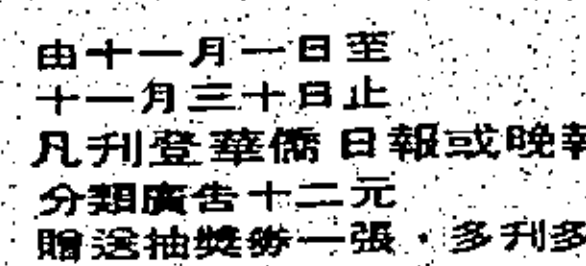 由十一月一日至
十一月三十日止
凡刊登華僑日報或晚報
分類廣告十二元
贈送抽獎券一張·多刊多